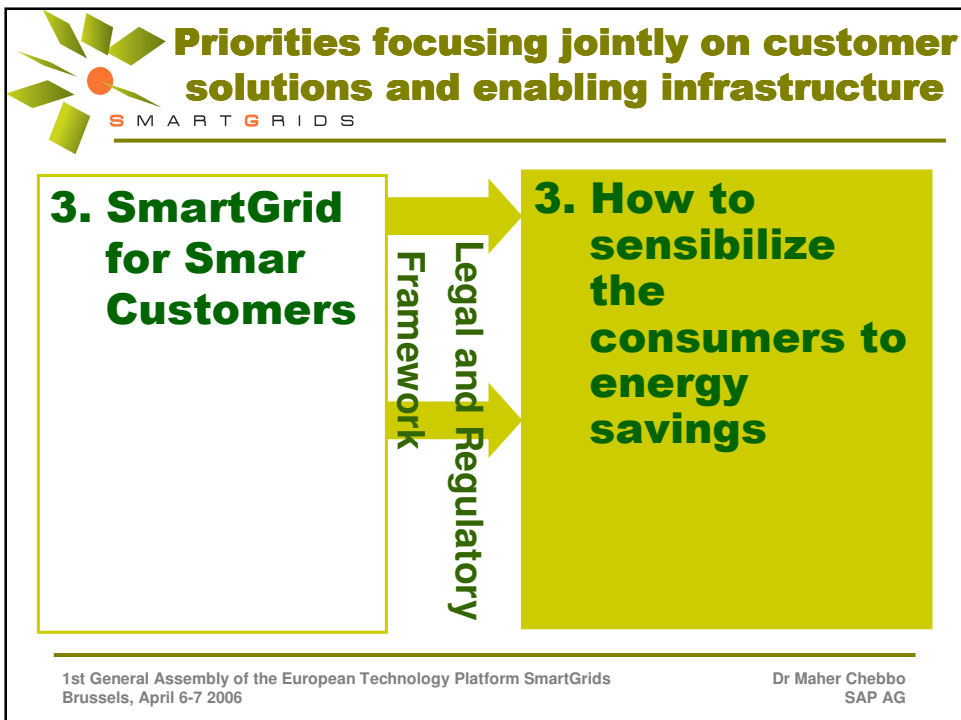 Priorities focusing jointly on customer
solutions and enabling infrastructure
SMARTGRIDS
3. SmartGrid
for Smar
Customers
Legal and Regulatory
Framework
3. How to
sensibilize
the
consumers to
energy
savings
1st General Assembly of the European Technology Platform SmartGrids
Brussels, April 6-7 2006
Dr Maher Chebbo
SAP AG